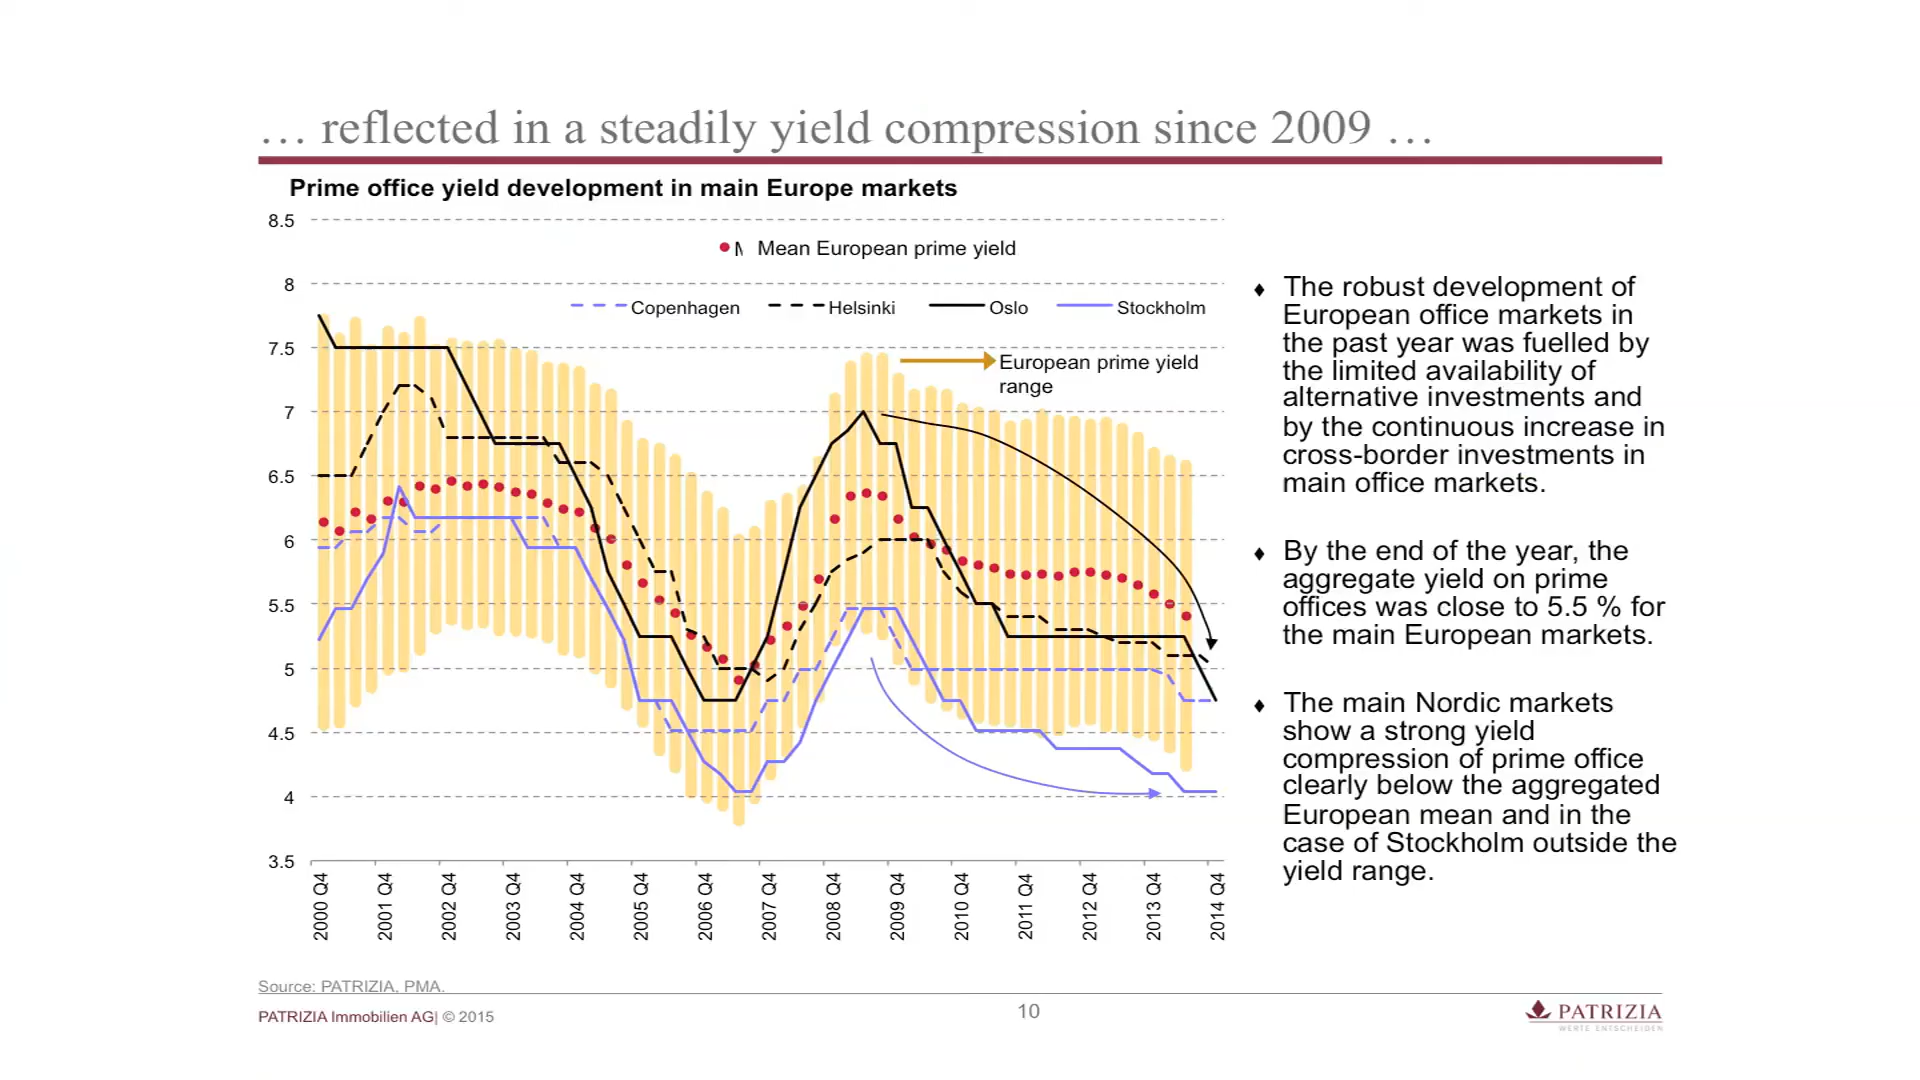 … reflected in a steadily yield compression since 2009 …
Prime office yield development in main Europe markets
8.5
8
7.5
7
6.5
6
5.5
5
4.5
4
3.5
Mean European prime yield
Copenhagen
Helsinki
Oslo
Stockholm
European prime yield
range
2000 Q4
2001 Q4
2002 Q4
2003 Q4
2004 Q4
2005 Q4
2006 Q4
2007 Q4
2008 Q4
2009 Q4
2010 Q4
2011 Q4
2012 Q4
2013 Q4
2014 Q4
♦ The robust development of
European office markets in
the past year was fuelled by
the limited availability of
alternative investments and
by the continuous increase in
cross-border investments in
main office markets.
♦ By the end of the year, the
aggregate yield on prime
offices was close to 5.5 % for
the main European markets.
♦ The main Nordic markets
show a strong yield
compression of prime office
clearly below the aggregated
European mean and in the
case of Stockholm outside the
yield range.
Source: PATRIZIA, PMA.
PATRIZIA Immobilien AG| © 2015
10
PATRIZIA
WERTE ENTSCHEIDEN